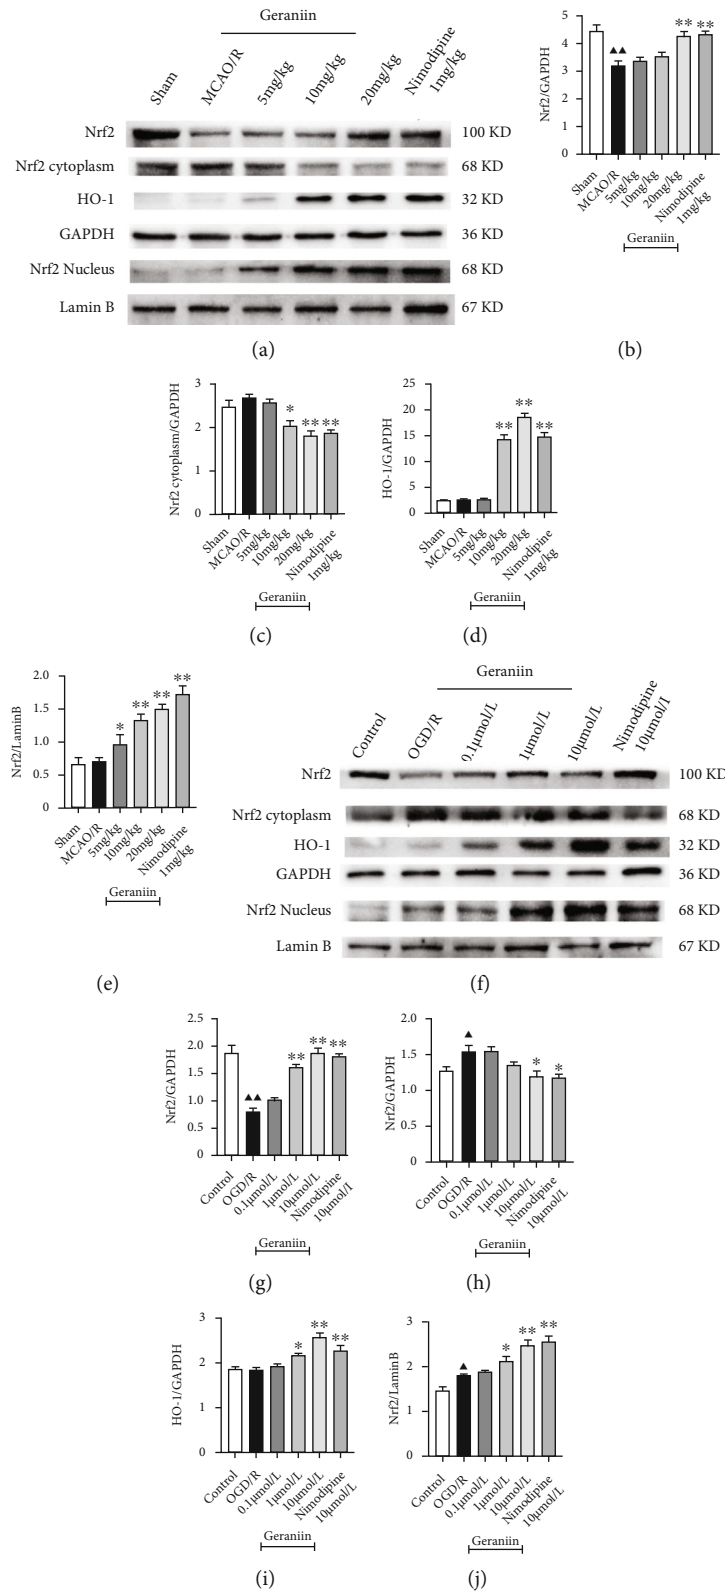 Geraniin
Sham
MCAO/R
5mg/kg
10mg/kg
20mg/kg
Nimodipine
1mg/kg
Nrf2
100 KD
Nrf2 cytoplasm
68 KD
HO-1
32 KD
GAPDH
36 KD
Nrf2 Nucleus
68 KD
Lamin B
67 KD
(a)
Nrf2/GAPDH
5
4
3
2
1
0
▲▲
**
**
Sham
MCAO/R
5mg/kg
10mg/kg
20mg/kg
Nimodipine
1mg/kg
Geraniin
(b)
Nrf2 cytoplasm/GAPDH
3
2
1
0
*
**
**
Sham
MCAO/R
5mg/kg
10mg/kg
20mg/kg
Nimodipine
1mg/kg
Geraniin
(c)
HO-1/GAPDH
25
20
15
10
5
0
**
**
**
Sham
MCAO/R
5mg/kg
10mg/kg
20mg/kg
Nimodipine
1mg/kg
Geraniin
(d)
Nrf2/LaminB
2.0
1.5
1.0
0.5
0
*
**
**
**
Sham
MCAO/R
5mg/kg
10mg/kg
20mg/kg
Nimodipine
1mg/kg
Geraniin
(e)
Geraniin
Control
OGD/R
0.1μmol/L
1μmol/L
10μmol/L
Nimodipine
10μmol/l
Nrf2
100 KD
Nrf2 cytoplasm
68 KD
HO-1
32 KD
GAPDH
36 KD
Nrf2 Nucleus
68 KD
Lamin B
67 KD
(f)
Nrf2/GAPDH
2.5
2.0
1.5
1.0
0.5
0
▲▲
**
**
**
Control
OGD/R
0.1μmol/L
1μmol/L
10μmol/L
Nimodipine
10μmol/l
Geraniin
(g)
Nrf2/GAPDH
2.0
1.5
1.0
0.5
0
▲
*
*
Control
OGD/R
0.1μmol/L
1μmol/L
10μmol/L
Nimodipine
10μmol/L
Geraniin
(h)
HO-1/GAPDH
3
2
1
0
*
**
**
Control
OGD/R
0.1μmol/L
1μmol/L
10μmol/L
Nimodipine
10μmol/L
Geraniin
(i)
Nrf2/LaminB
4
3
2
1
0
▲
*
**
**
Control
OGD/R
0.1μmol/L
1μmol/L
10μmol/L
Nimodipine
10μmol/L
Geraniin
(j)